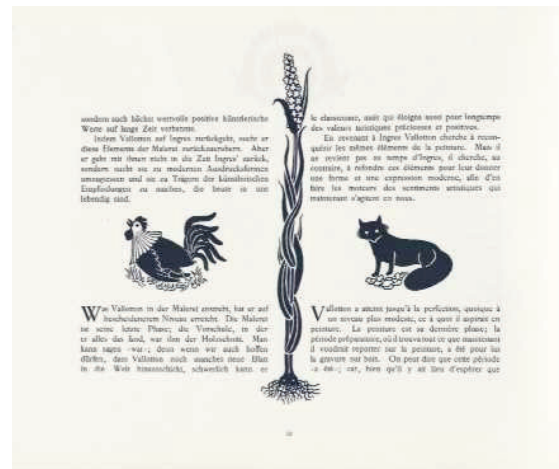 sondern auch höchst wertvolle positive künstlerische
Werte auf lange Zeit verbannte.
Indem Vallotton auf Ingres zurückgeht, sucht er
diese Elemente der Malerei zurückzuerobern. Aber
er geht mit ihnen nicht in die Zeit Ingres' zurück,
sondern sucht sie zu modernen Ausdrucksformen
umzugiessen und sie zu Trägern der künstlerischen
Empfindungen zu machen, die heute in uns
lebendig sind.
Was Vallotton in der Malerei anstrebt, hat er auf
bescheidenerem Niveau erreicht. Die Malerei
ist seine letzte Phase; die Vorschule, in der
er alles das fand, war ihm der Holzschnitt. Man
kann sagen »war«; denn wenn wir auch hoffen
dürfen, dass Vallotton noch manches neue Blatt
in die Welt hinausschickt, schwerlich kann er
le classicisme, mais qui éloigna aussi pour longtemps
des valeurs artistiques précieuses et positives.
En revenant à Ingres Vallotton cherche à recon-
quérir les mêmes éléments de la peinture. Mais il
ne revient pas au temps d'Ingres, il cherche, au
contraire, à refondre ces éléments pour leur donner
une forme et une expression moderne, afin d'en
faire les moteurs des sentiments artistiques qui
maintenant s'agitent en nous.
Vallotton a atteint jusqu'à la perfection, quoique à
un niveau plus modeste, ce à quoi il aspirait en
peinture. La peinture est sa dernière phase; la
période préparatoire, où il trouva tout ce que maintenant
il voudrait reporter sur la peinture, a été pour lui
la gravure sur bois. On peut dire que cette période
»a été«; car, bien qu'il y ait lieu d'espérer que